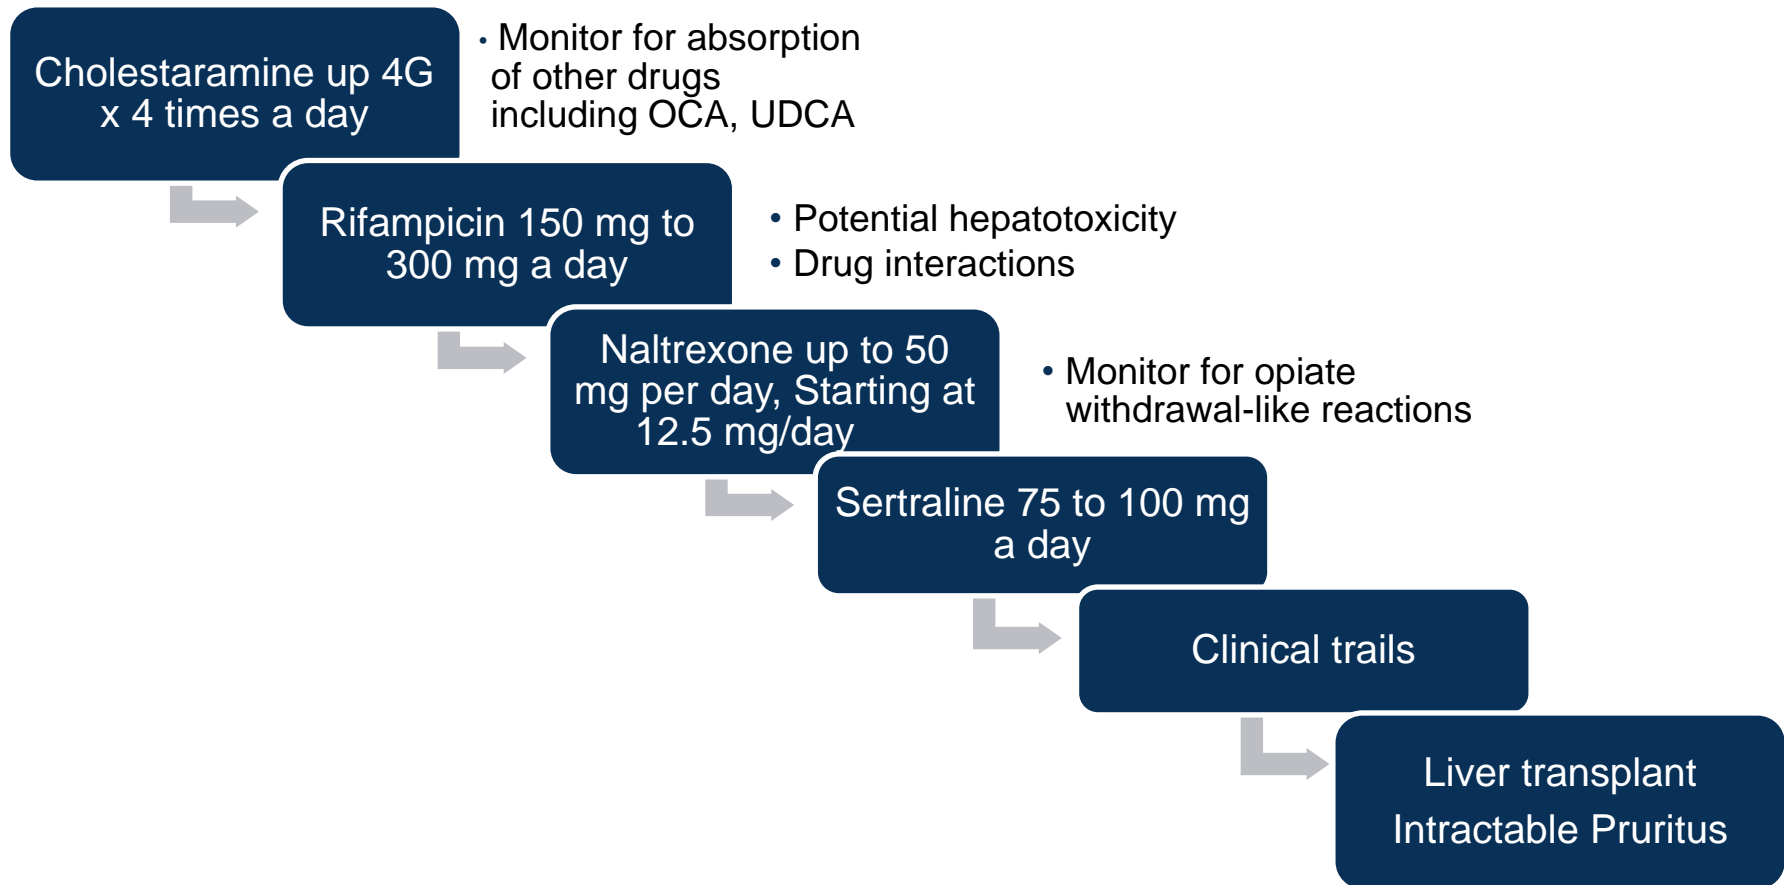 Cholestaramine up 4G
x 4 times a day
• Monitor for absorption
of other drugs
including OCA, UDCA
Rifampicin 150 mg to
300 mg a day
• Potential hepatotoxicity
• Drug interactions
Naltrexone up to 50
mg per day, Starting at
12.5 mg/day
• Monitor for opiate
withdrawal-like reactions
Sertraline 75 to 100 mg
a day
Clinical trails
Liver transplant
Intractable Pruritus